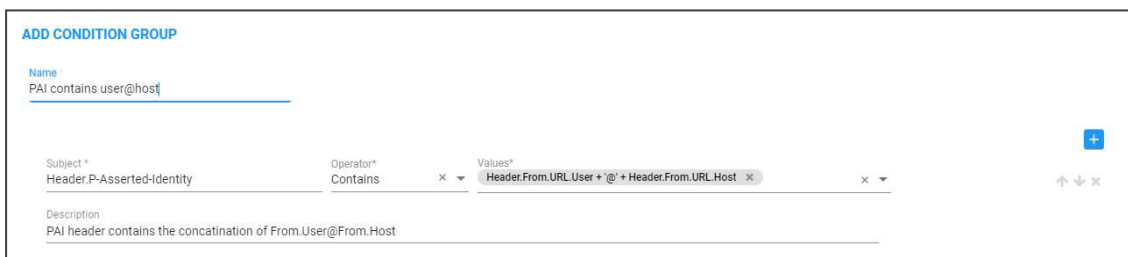 ADD CONDITION GROUP
Name
PAI contains user@host
+
Subject * Operator* Values*
Header.P-Asserted-Identity Contains × Header.From.URL.User + '@' + Header.From.URL.Host × ×
Description
PAI header contains the concatination of From.User@From.Host